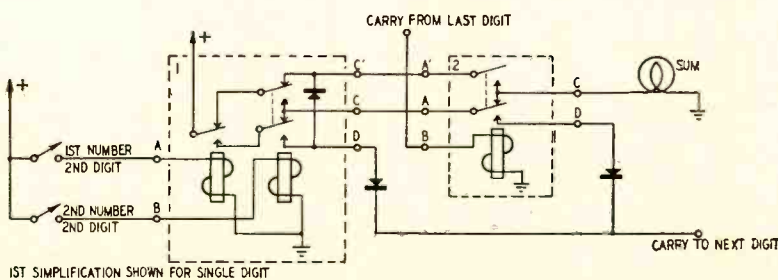 CARRY FROM LAST DIGIT
+
+
1
C'
A'
2
SUM
C
C
A
D
D
B
1ST NUMBER
2ND DIGIT
A
2ND NUMBER
2ND DIGIT
B
CARRY TO NEXT DIGIT
1ST SIMPLIFICATION SHOWN FOR SINGLE DIGIT